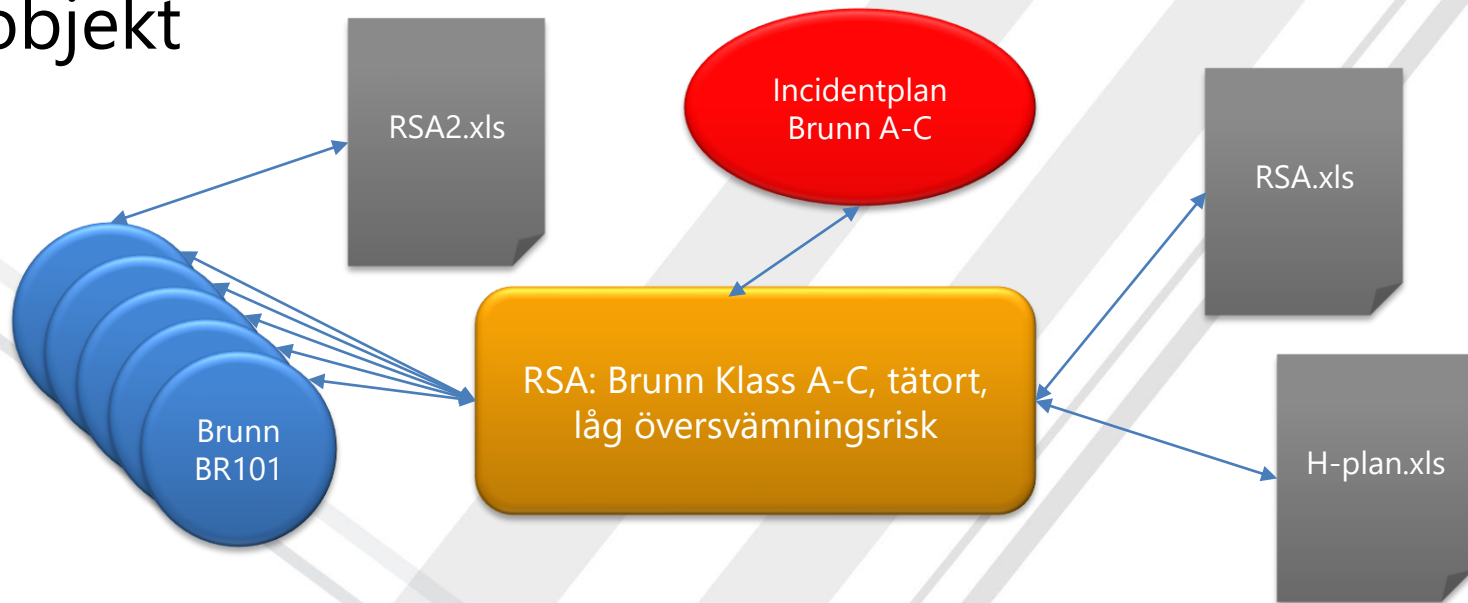 objekt
RSA2.xls
Incidentplan
Brunn A-C
RSA.xls
RSA: Brunn Klass A-C, tätort,
låg översvämningsrisk
Brunn
BR101
H-plan.xls